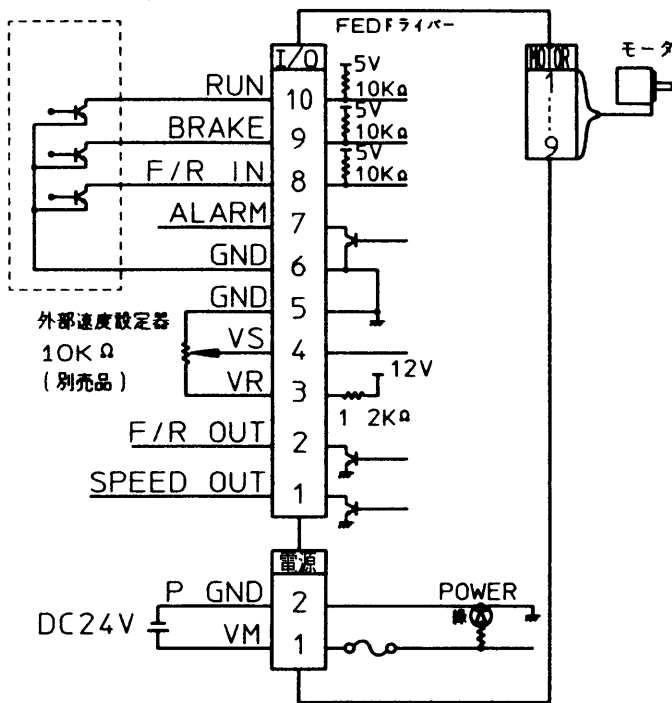 FEDドライバー
I/O
MOTOR
モータ
RUN
10
5V
10KΩ
BRAKE
9
5V
10KΩ
F/R IN
8
5V
10KΩ
1
9
ALARM
7
GND
6
GND
5
外部速度設定器
10KΩ
(別売品)
VS
4
VR
3
12V
1 2KΩ
F/R OUT
2
SPEED OUT
1
電源
P GND
2
POWER
緑
DC24V
VM
1